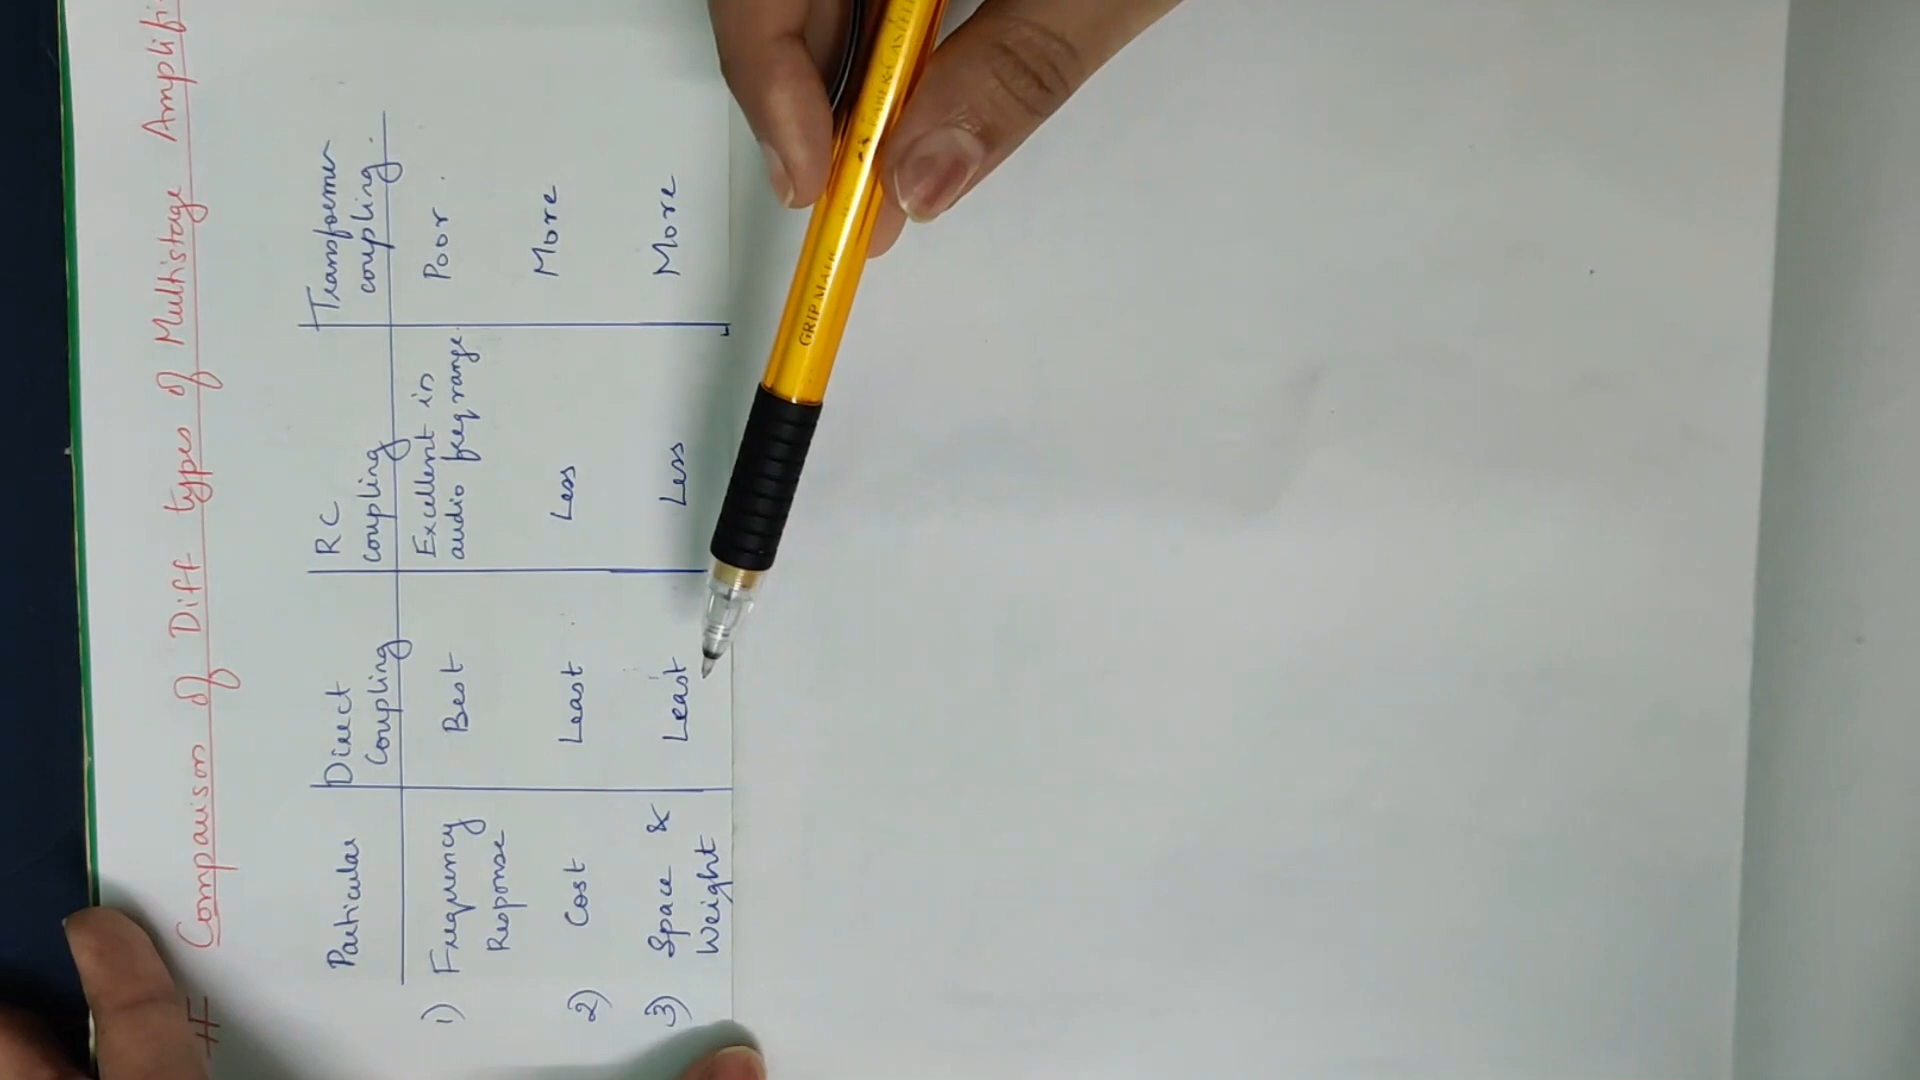 # Comparison of Diff types of Multistage Amplifi
Particular Direct Coupling RC coupling Transformer coupling.
1) Frequency Response Best Excellent in audio freq range. Poor.
2) Cost Least Less More
3) Space & Weight Least Less More
GRIP MATIC